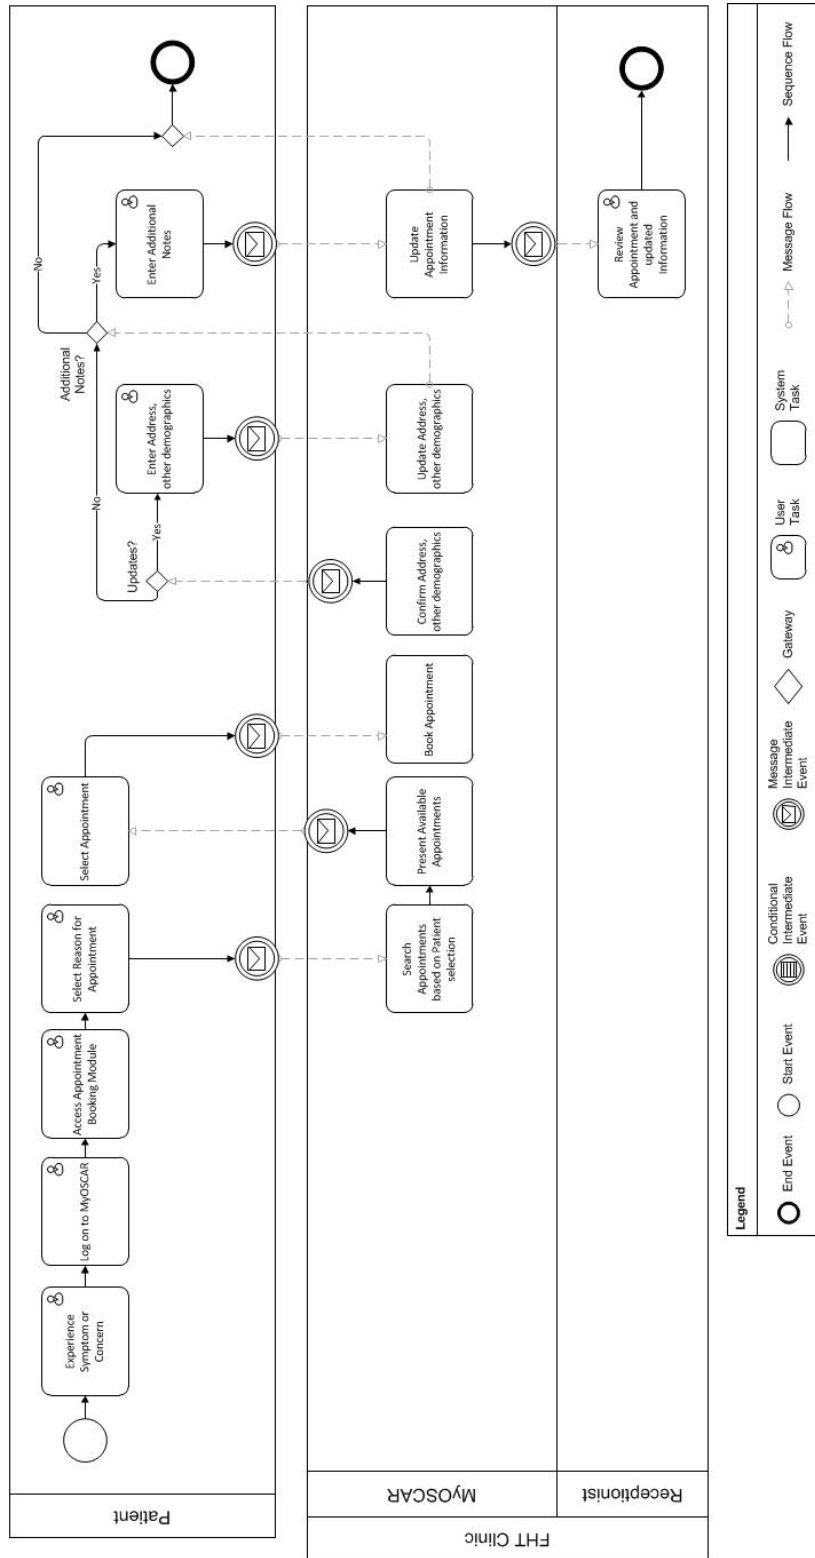 Patient
Experience
Symptom or
Concern
Log on to MyOSCAR
Access Appointment
Booking Module
Select Reason for
Appointment
Select Appointment
Updates?
No
Yes
Enter Address,
other demographics
Additional
Notes?
No
Yes
Enter Additional
Notes
FHT Clinic
MyOSCAR
Search
Appointments
based on Patient
selection
Present Available
Appointments
Book Appointment
Confirm Address,
other demographics
Update Address,
other demographics
Update
Appointment
Information
Receptionist
Review
Appointment and
updated
Information
Legend
End Event
Start Event
Conditional
Intermediate
Event
Message
Intermediate
Event
Gateway
User
Task
System
Task
Message Flow
Sequence Flow